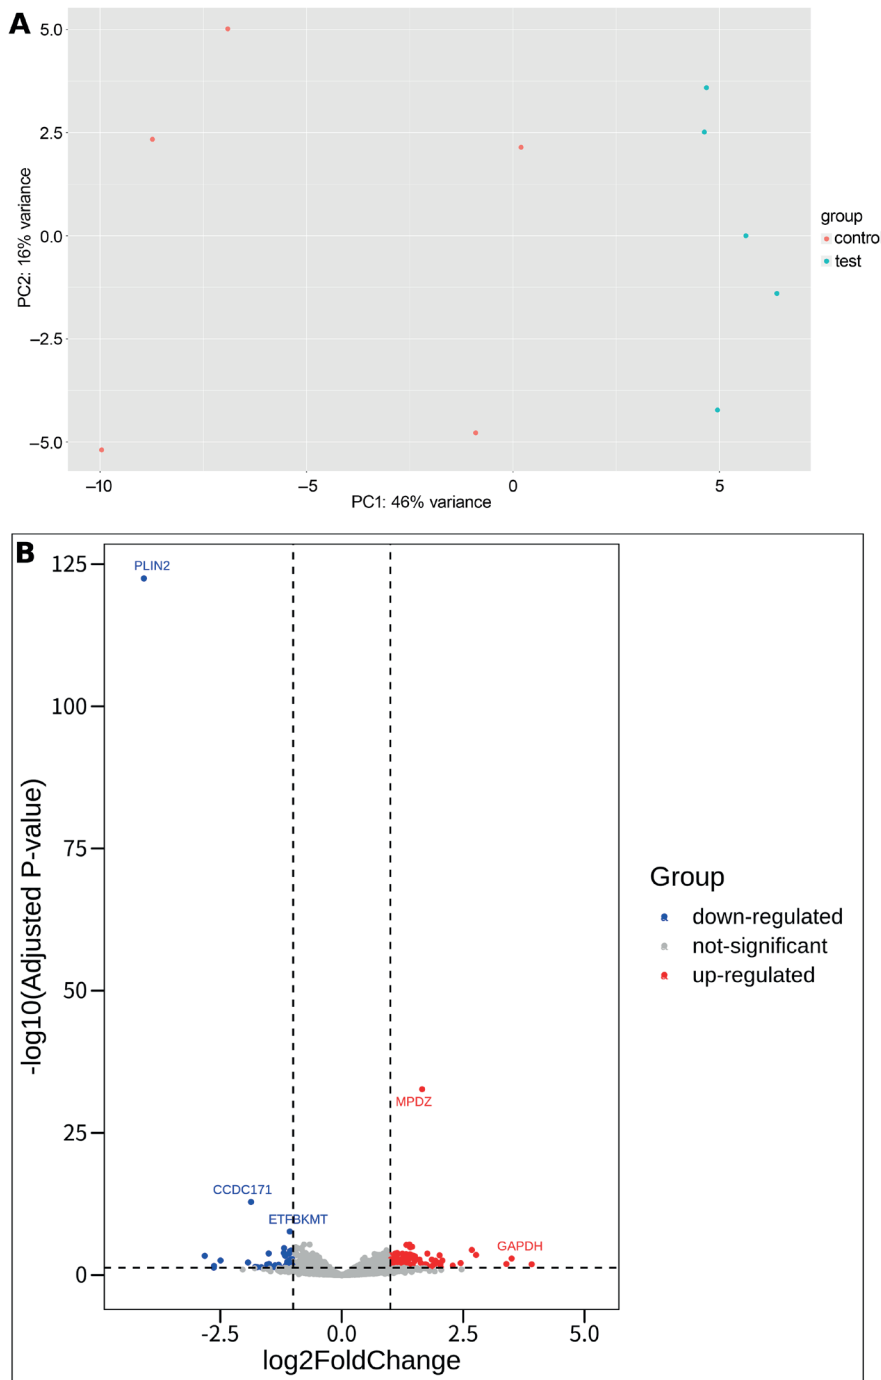 A
5.0
2.5
0.0
−2.5
−5.0
PC2: 16% variance
−10
−5
0
5
PC1: 46% variance
group
contro
test
B
PLIN2
125
100
75
50
25
0
-log10(Adjusted P-value)
MPDZ
CCDC171
ETFBKMT
GAPDH
-2.5
0.0
2.5
5.0
log2FoldChange
Group
down-regulated
not-significant
up-regulated